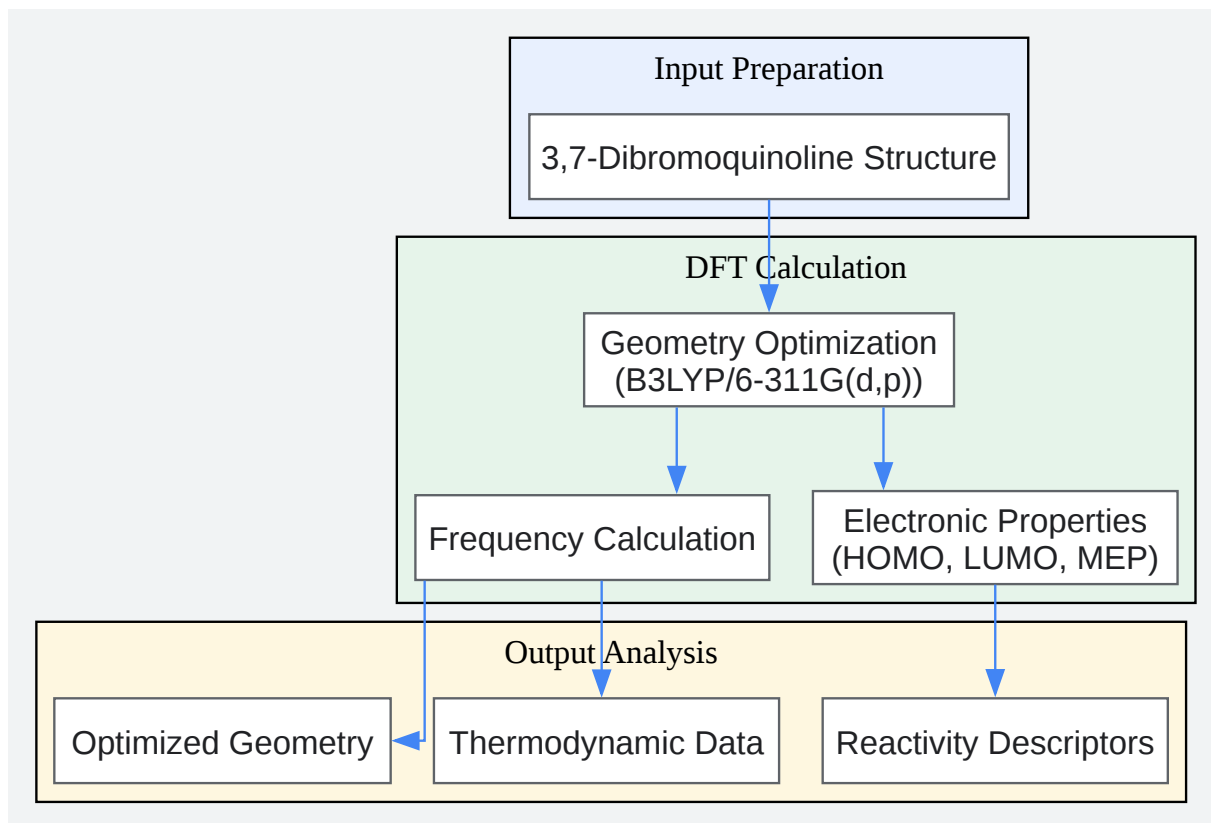 Input Preparation
3,7-Dibromoquinoline Structure
DFT Calculation
Geometry Optimization
(B3LYP/6-311G(d,p))
Frequency Calculation
Electronic Properties
(HOMO, LUMO, MEP)
Output Analysis
Optimized Geometry
Thermodynamic Data
Reactivity Descriptors